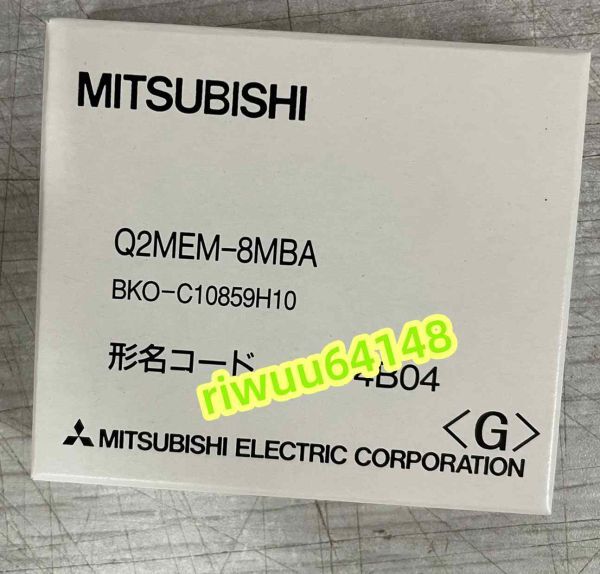 MITSUBISHI
Q2MEM-8MBA
BKO-C10859H10
形名コード 4B04
riwuu64148
<G>
MITSUBISHI ELECTRIC CORPORATION